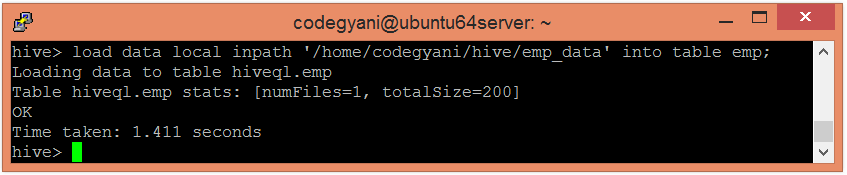 codegyani@ubuntu64server: ~
hive> load data local inpath '/home/codegyani/hive/emp_data' into table emp;
Loading data to table hiveql.emp
Table hiveql.emp stats: [numFiles=1, totalSize=200]
OK
Time taken: 1.411 seconds
hive>